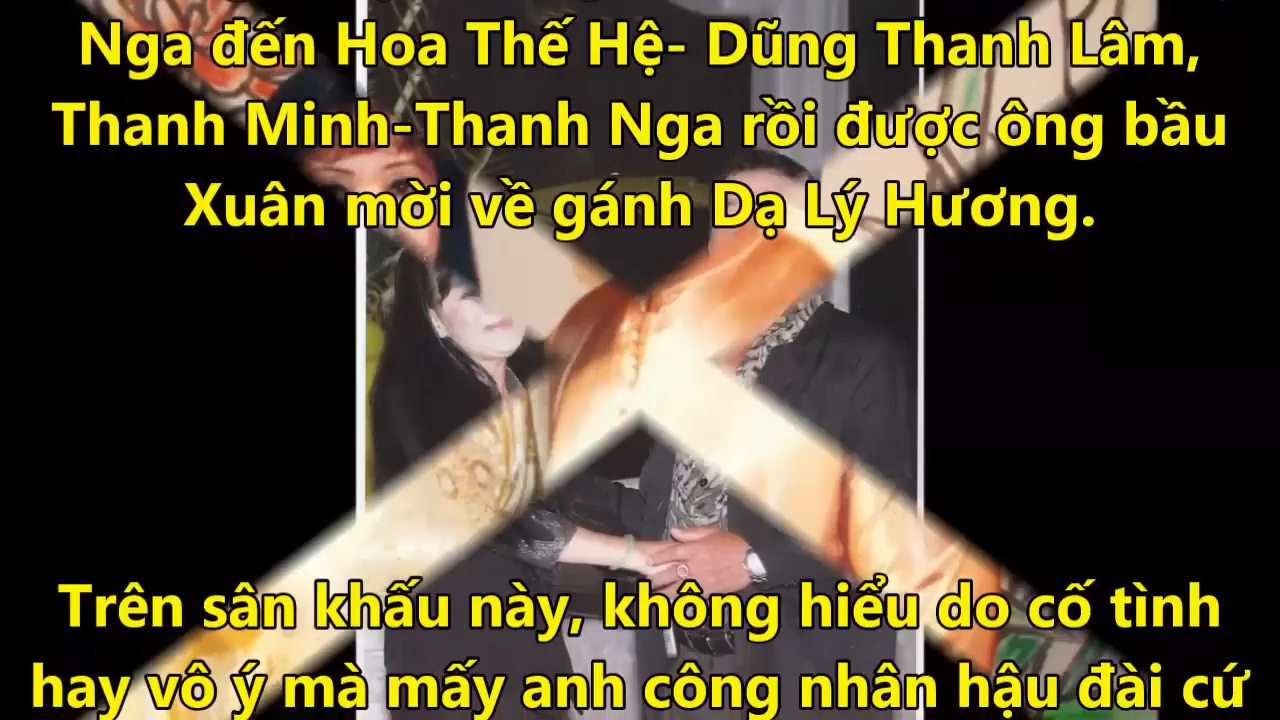 Nga đến Hoa Thế Hệ- Dũng Thanh Lâm,
Thanh Minh-Thanh Nga rồi được ông bầu
Xuân mời về gánh Dạ Lý Hương.
Trên sân khấu này, không hiểu do cố tình
hay vô ý mà mấy anh công nhân hậu đài cứ